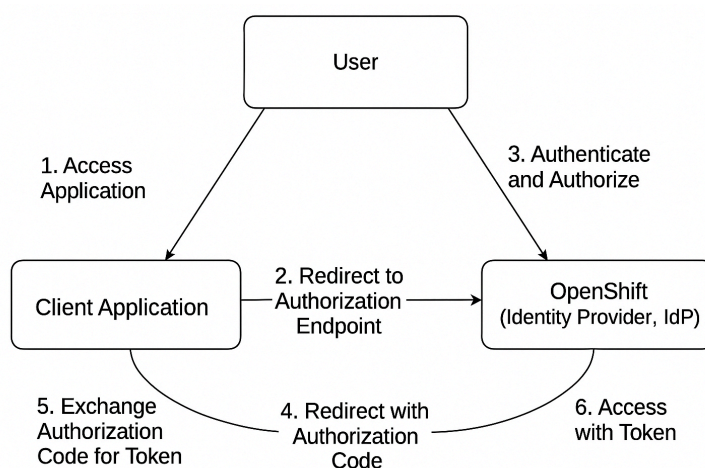 User
1. Access
Application
3. Authenticate
and Authorize
Client Application
2. Redirect to
Authorization
Endpoint
OpenShift
(Identity Provider, IdP)
5. Exchange
Authorization
Code for Token
4. Redirect with
Authorization
Code
6. Access
with Token